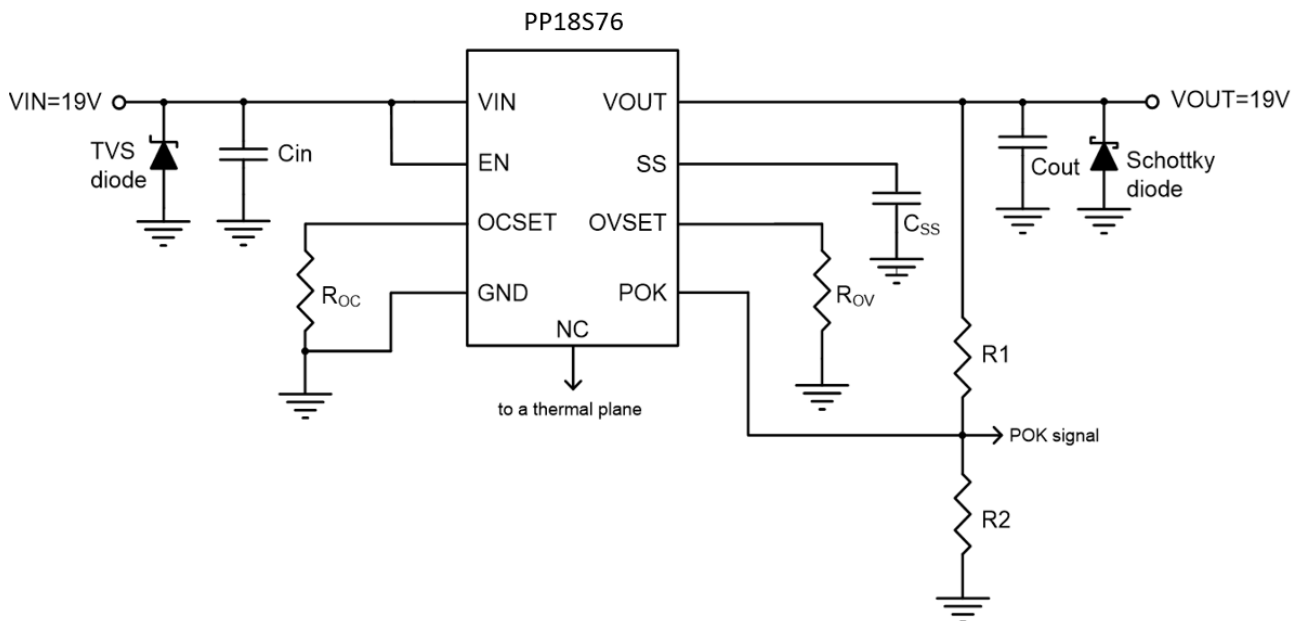 PP18S76
VIN=19V
VIN
VOUT
VOUT=19V
TVS
diode
Cin
EN
SS
Cout
Schottky
diode
OCSET
OVSET
CSS
ROC
GND
POK
ROV
NC
R1
to a thermal plane
POK signal
R2